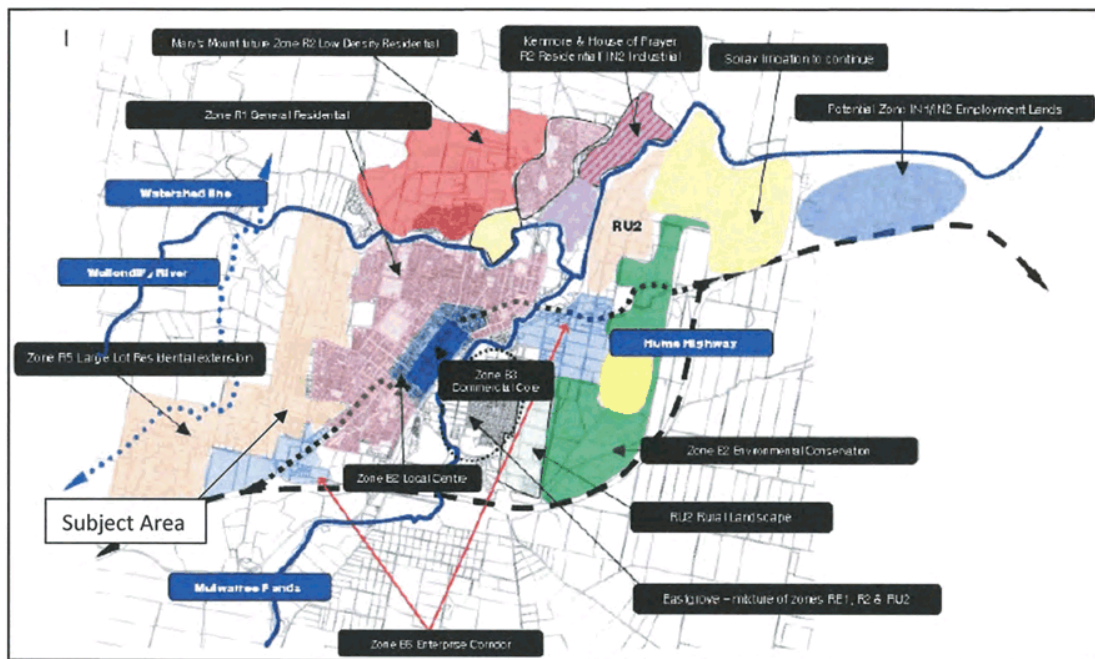 Mary's Mount future Zone R2 Low Density Residential
Kenmore & House of Prayer
R2 Residential IN2 Industrial
Spray Irrigation to continue
Potential Zone IN1/IN2 Employment Lands
Zone R1 General Residential
Watershed line
RU2
Wollondilly River
Hume Highway
Zone R5 Large Lot Residential extension
Zone B3
Commercial Core
Zone E2 Environmental Conservation
Zone B2 Local Centre
Subject Area
RU2 Rural Landscape
Mulwaree Ponds
Eastgrove – mixture of zones RE1, R2 & RU2
Zone B6 Enterprise Corridor